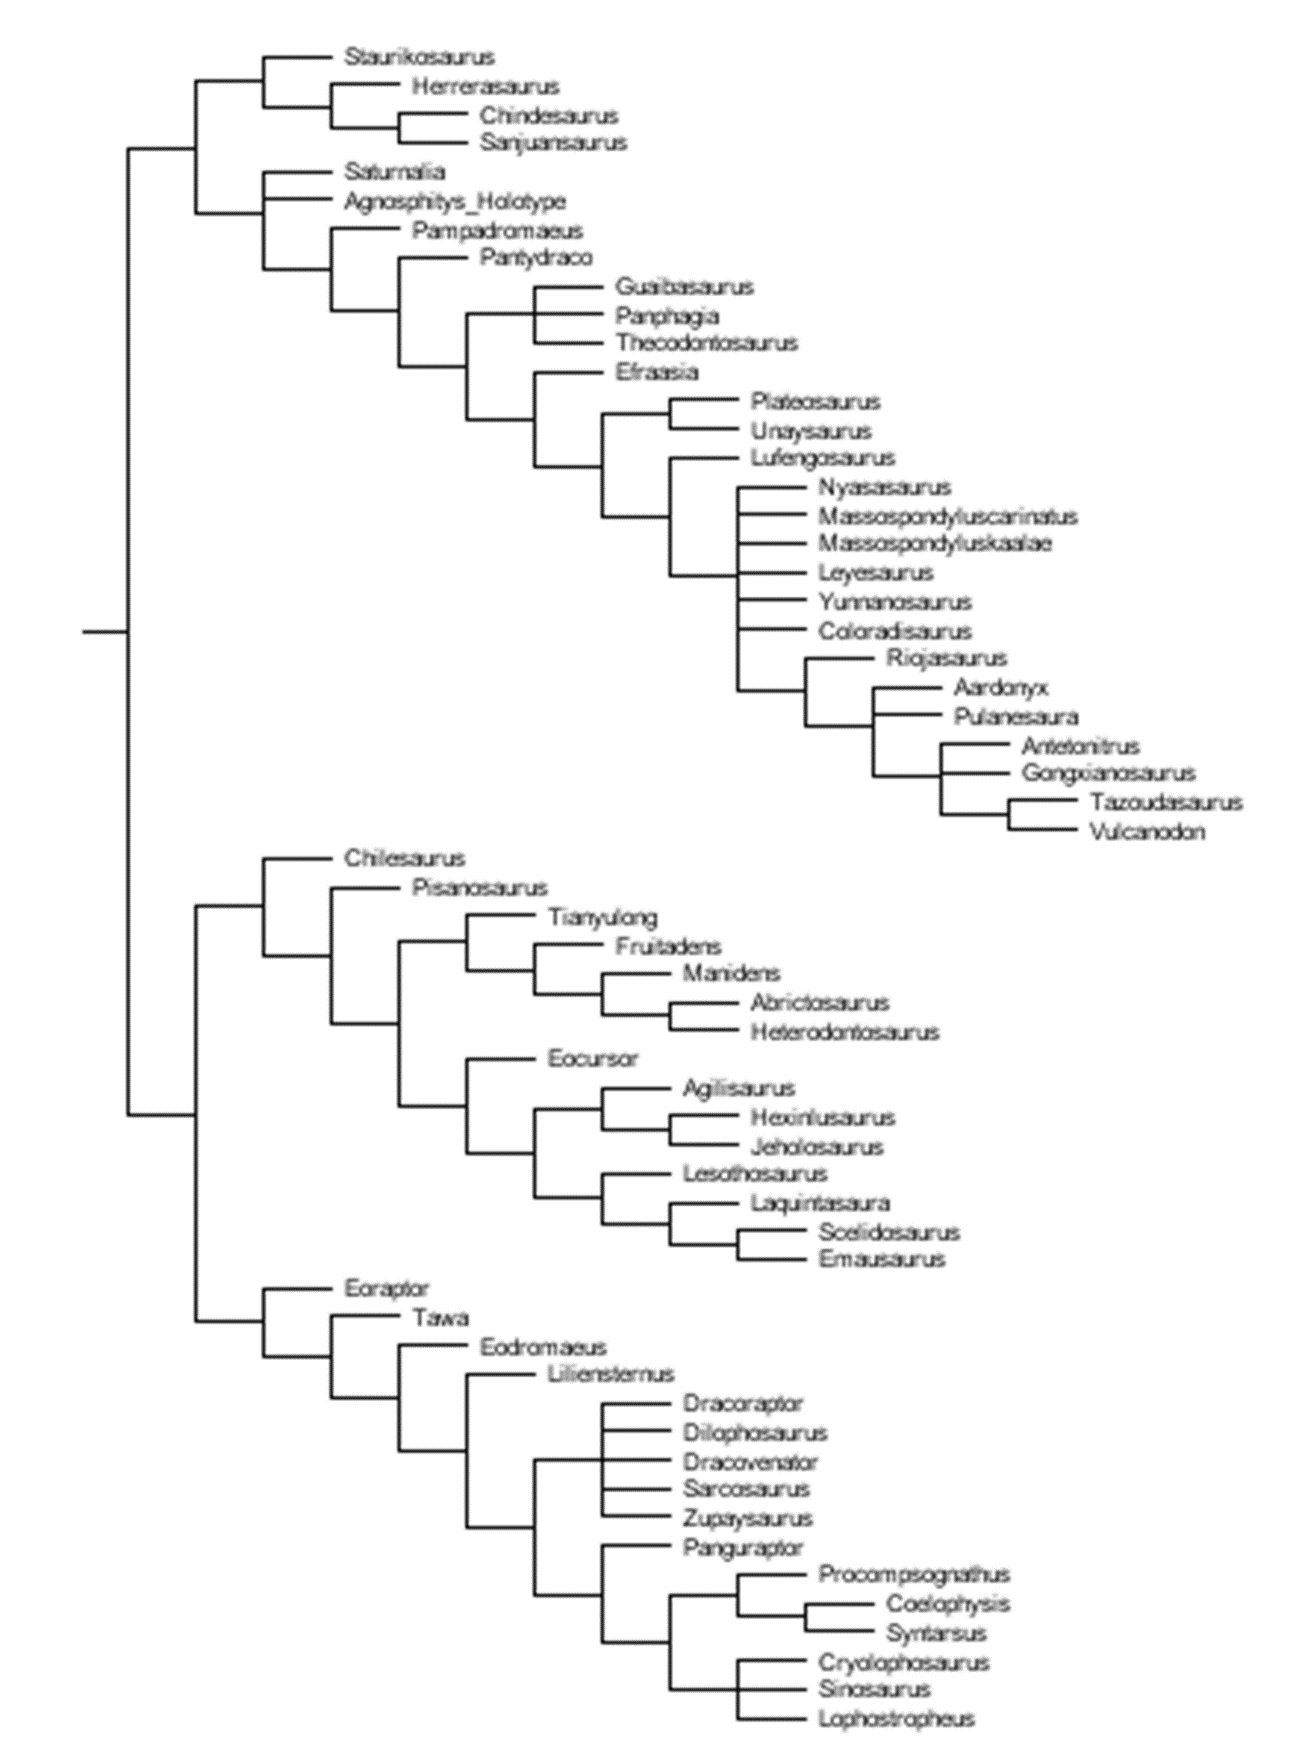 Staurikosaurus
Herrerasaurus
Chindesaurus
Sanjuansaurus
Saturnalia
Agnosphitys_Holotype
Pampadromaeus
Pantydraco
Guaibasaurus
Panphagia
Thecodontosaurus
Efraasia
Plateosaurus
Unaysaurus
Lufengosaurus
Nyasasaurus
Massospondyluscarinatus
Massospondyluskaalae
Leyesaurus
Yunnanosaurus
Coloradisaurus
Riojasaurus
Aardonyx
Pulanesaura
Antetonitrus
Gongxianosaurus
Tazoudasaurus
Vulcanodon
Chilesaurus
Pisanosaurus
Tianyulong
Fruitadens
Manidens
Abrictosaurus
Heterodontosaurus
Eocursor
Agilisaurus
Hexinlusaurus
Jeholosaurus
Lesothosaurus
Laquintasaura
Scelidosaurus
Emausaurus
Eoraptor
Tawa
Eodromaeus
Liliensternus
Dracoraptor
Dilophosaurus
Dracovenator
Sarcosaurus
Zupaysaurus
Panguraptor
Procompsognathus
Coelophysis
Syntarsus
Cryolophosaurus
Sinosaurus
Lophostropheus